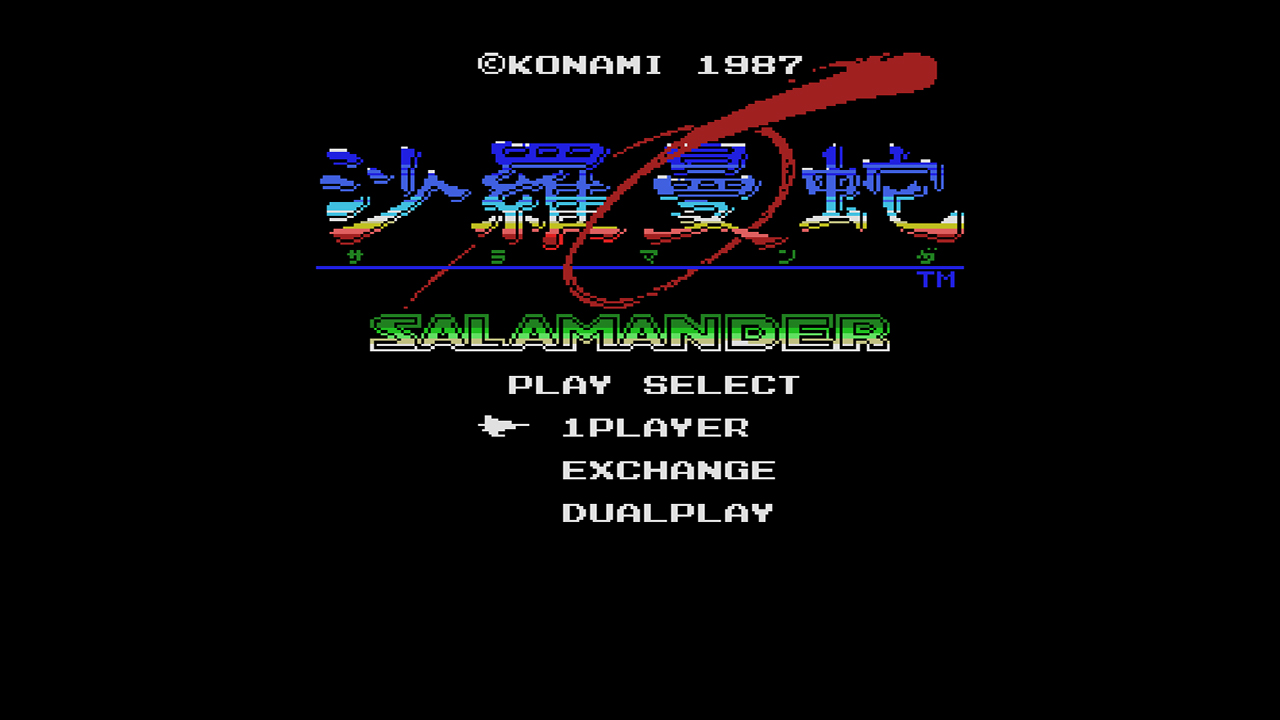 ©KONAMI 1987
沙羅曼蛇
サラマンダ
TM
SALAMANDER
PLAY SELECT
1PLAYER
EXCHANGE
DUALPLAY